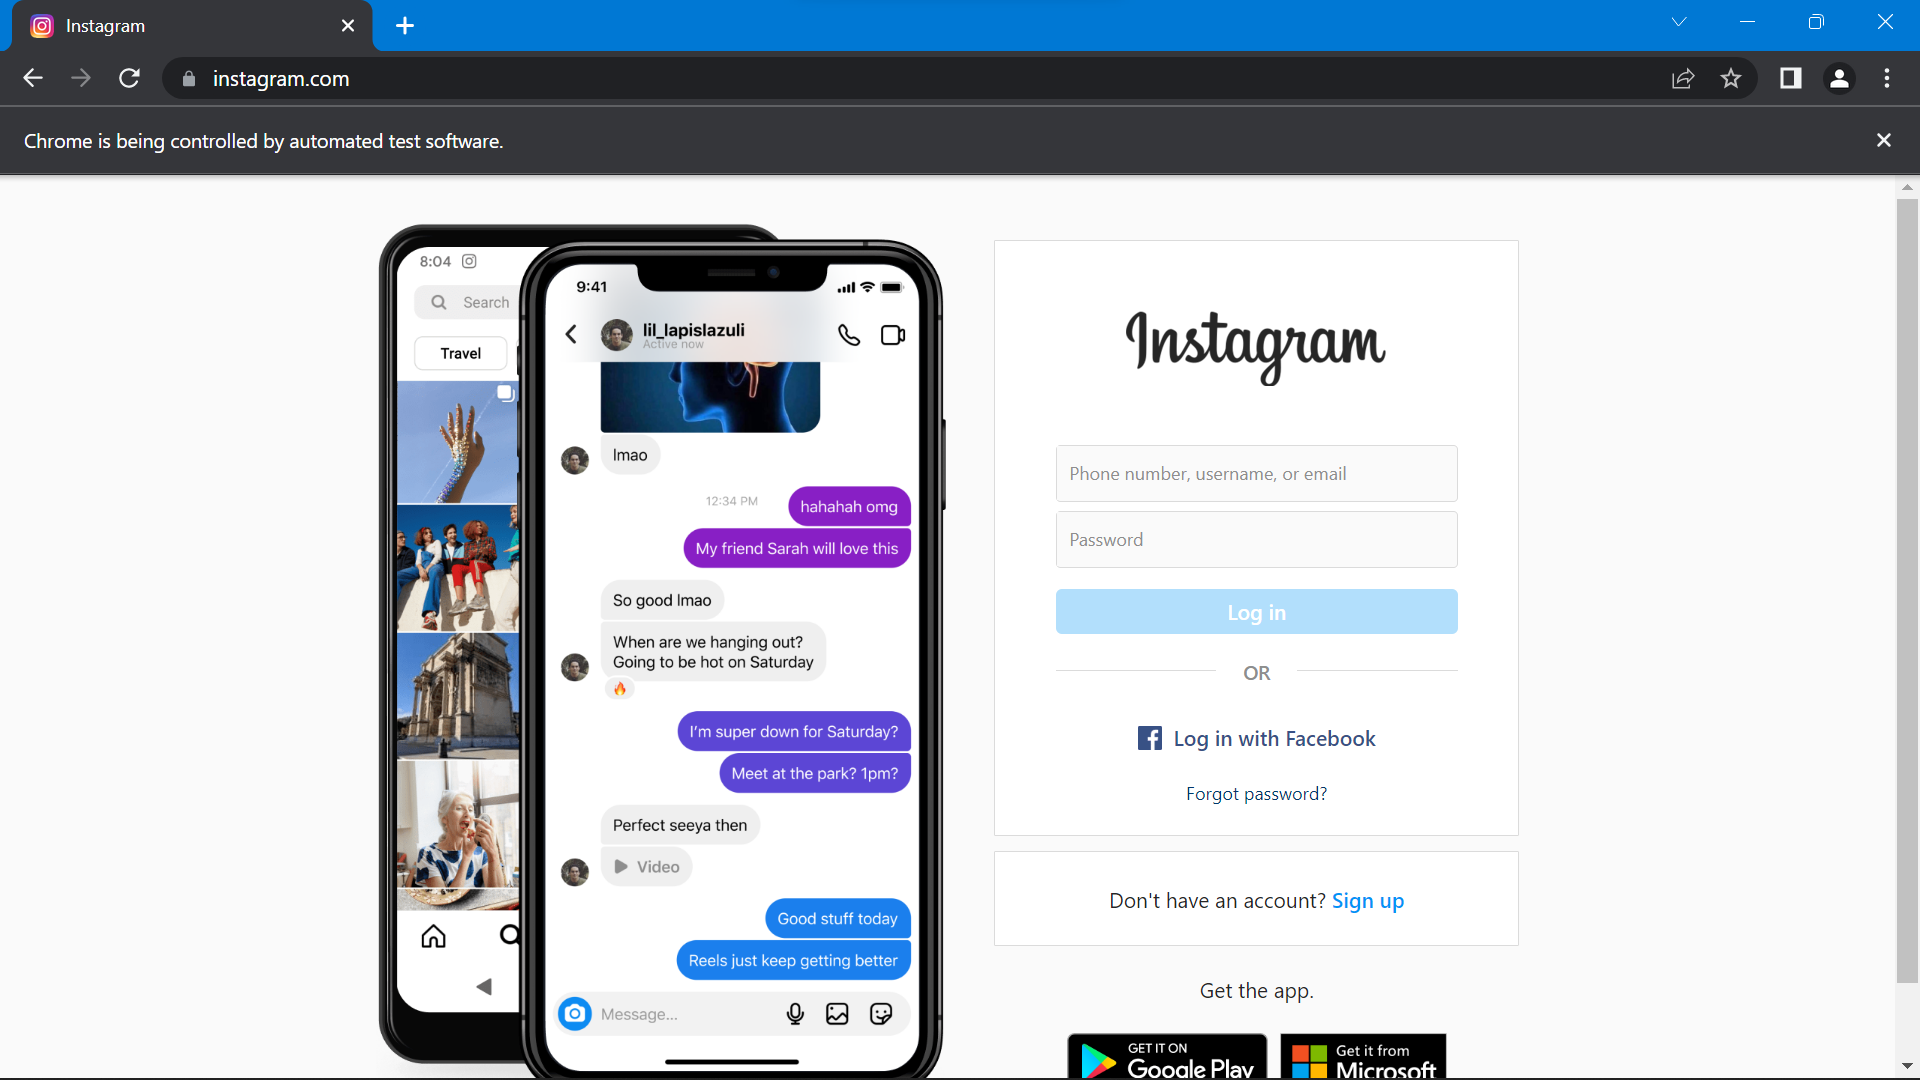 Instagram
instagram.com
Chrome is being controlled by automated test software.
8:04
Search
Travel
9:41
lil_lapislazuli
Active now
lmao
12:34 PM
hahahah omg
My friend Sarah will love this
So good lmao
When are we hanging out?
Going to be hot on Saturday
I'm super down for Saturday?
Meet at the park? 1pm?
Perfect seeya then
Video
Good stuff today
Reels just keep getting better
Message...
Instagram
Phone number, username, or email
Password
Log in
OR
Log in with Facebook
Forgot password?
Don't have an account? Sign up
Get the app.
GET IT ON
Google Play
Get it from
Microsoft